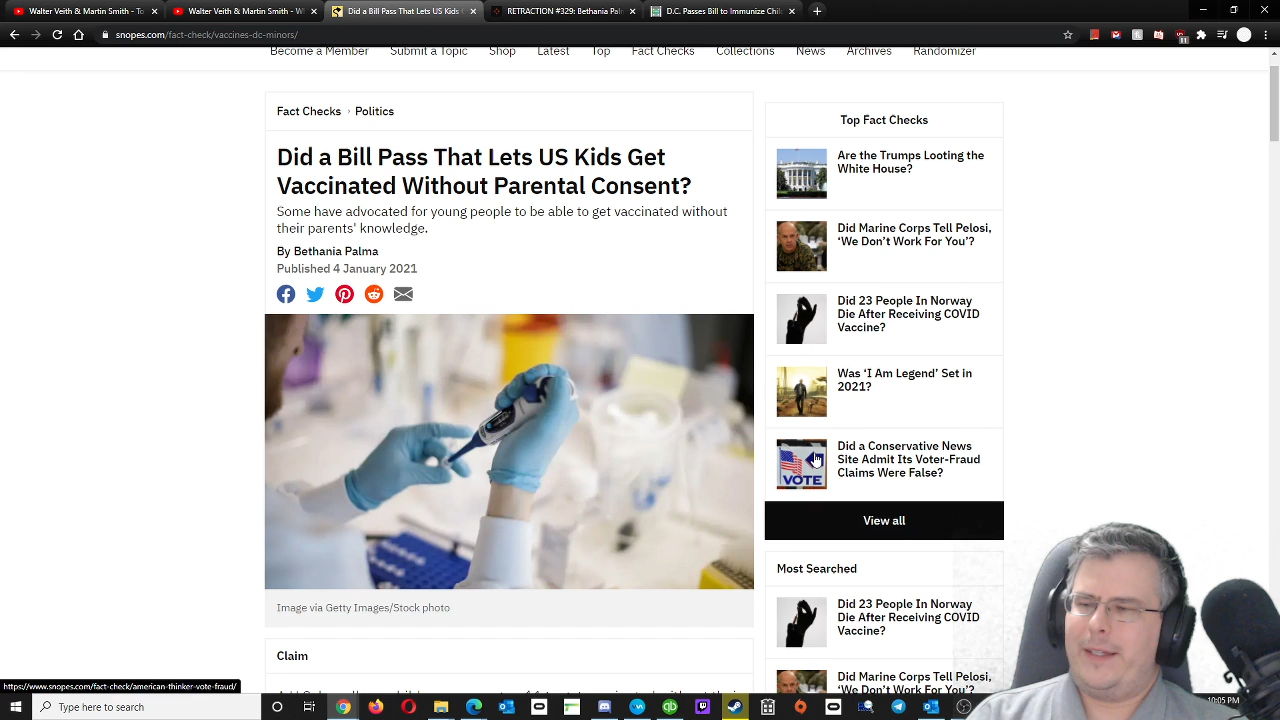 Walter Veith & Martin Smith - To
Walter Veith & Martin Smith - W
Did a Bill Pass That Lets US Kids
RETRACTION #329: Bethania Pal
D.C. Passes Bill to Immunize Chil
snopes.com/fact-check/vaccines-dc-minors/
11
Become a Member Submit a Topic Shop Latest Top Fact Checks Collections News Archives Randomizer
Fact Checks › Politics
Did a Bill Pass That Lets US Kids Get
Vaccinated Without Parental Consent?
Some have advocated for young people to be able to get vaccinated without
their parents' knowledge.
By Bethania Palma
Published 4 January 2021
Image via Getty Images/Stock photo
Claim
Top Fact Checks
Are the Trumps Looting the
White House?
Did Marine Corps Tell Pelosi,
‘We Don’t Work For You’?
Did 23 People In Norway
Die After Receiving COVID
Vaccine?
Was ‘I Am Legend’ Set in
2021?
VOTE
Did a Conservative News
Site Admit Its Voter-Fraud
Claims Were False?
View all
Most Searched
Did 23 People In Norway
Die After Receiving COVID
Vaccine?
Did Marine Corps Tell Pelosi,
‘We Don’t Work For You’?
https://www.snopes.com/fact-check/american-thinker-vote-fraud/
Type here to search
10:05 PM